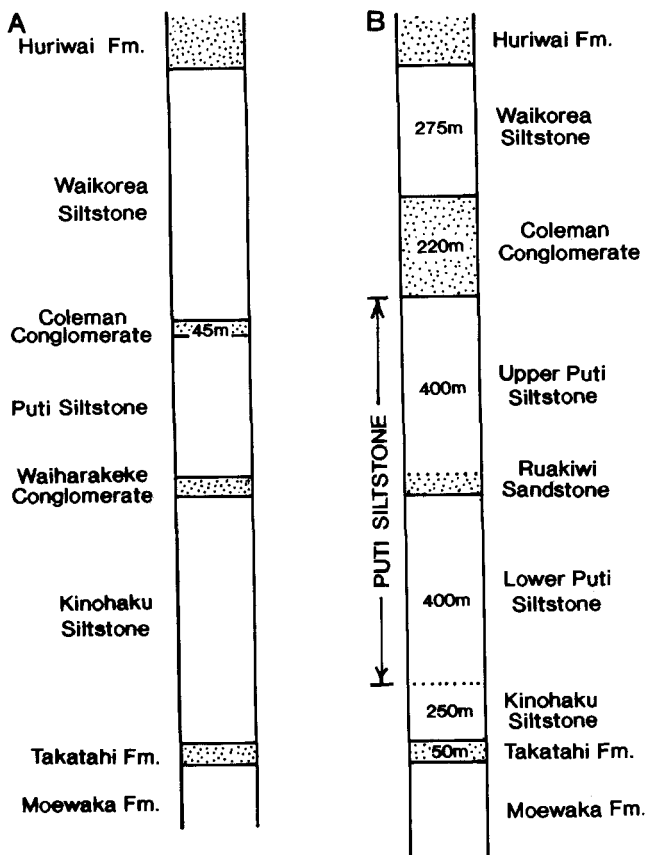 A
Huriwai Fm.
Waikorea
Siltstone
Coleman
Conglomerate
45m
Puti Siltstone
Waiharakeke
Conglomerate
Kinohaku
Siltstone
Takatahi Fm.
Moewaka Fm.
B
Huriwai Fm.
275m
Waikorea
Siltstone
220m
Coleman
Conglomerate
PUTI SILTSTONE
400m
Upper Puti
Siltstone
Ruakiwi
Sandstone
400m
Lower Puti
Siltstone
250m
Kinohaku
Siltstone
50m
Takatahi Fm.
Moewaka Fm.